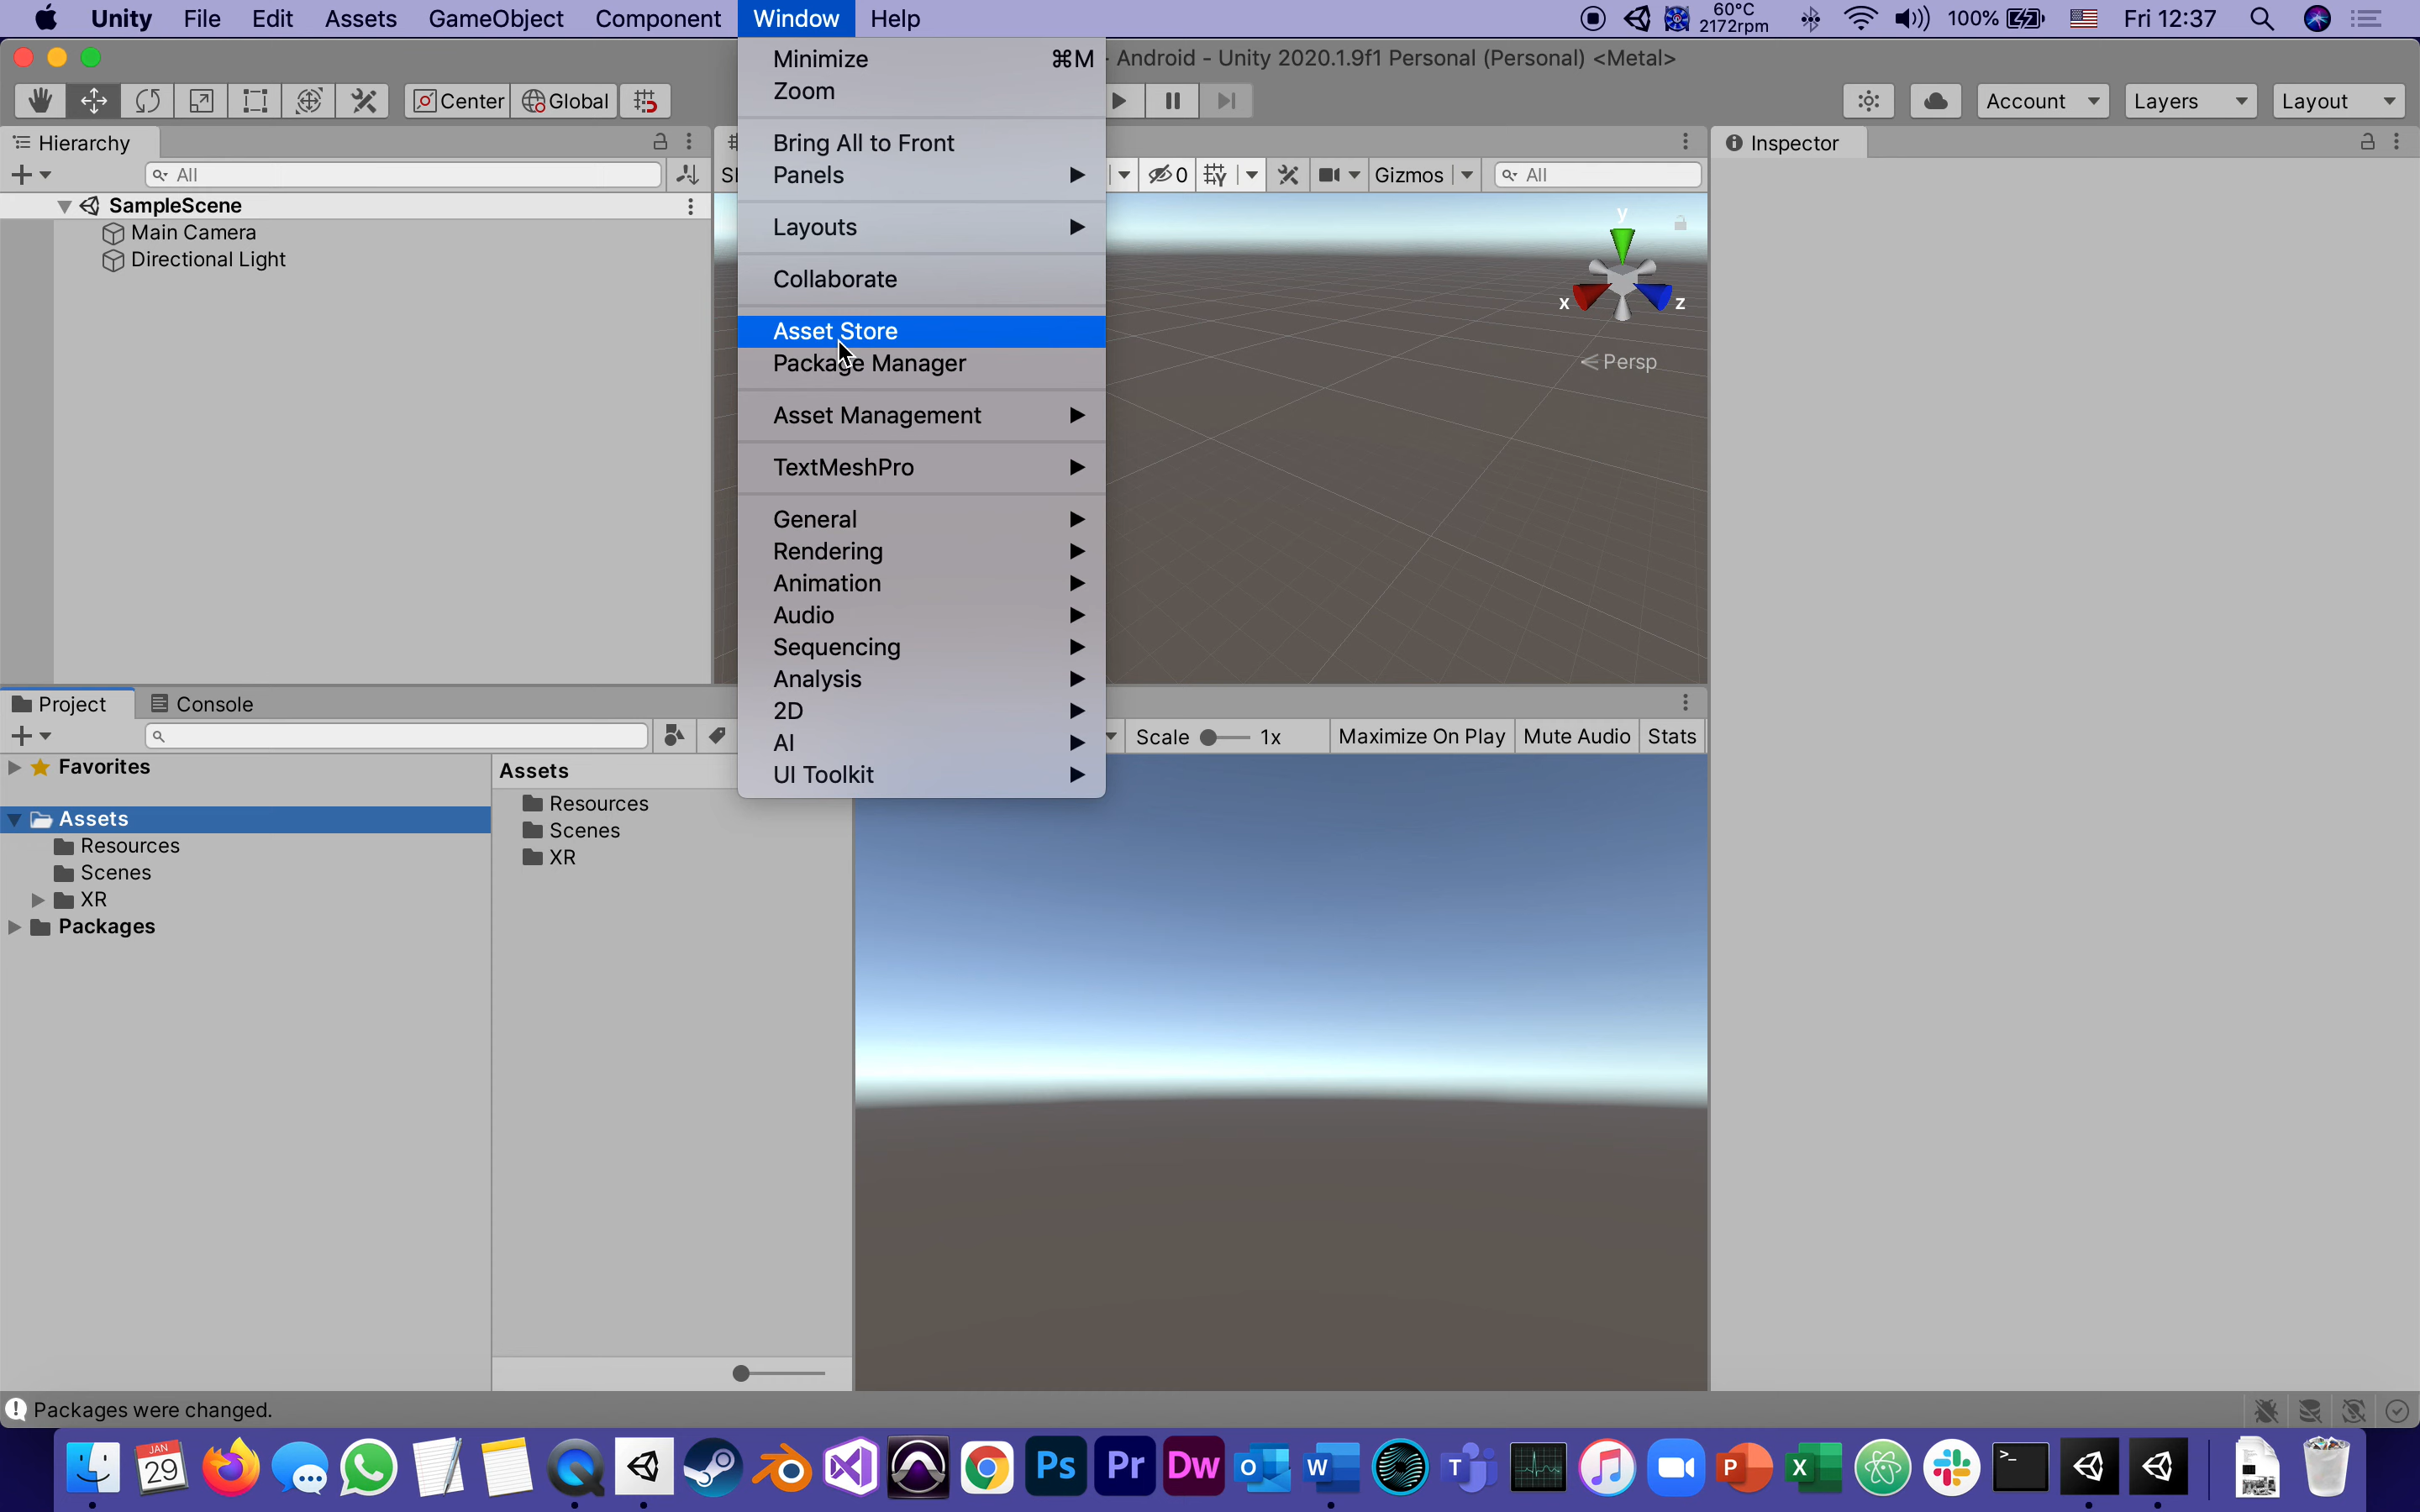 Unity File Edit Assets GameObject Component Window Help 60°C 2172rpm 100% Fri 12:37
- Android - Unity 2020.1.9f1 Personal (Personal) <Metal>
Center Global Account Layers Layout
Minimize ⌘M
Zoom
Bring All to Front
Panels
Layouts
Collaborate
Asset Store
Package Manager
Asset Management
TextMeshPro
General
Rendering
Animation
Audio
Sequencing
Analysis
2D
AI
UI Toolkit
Hierarchy
All
SampleScene
Main Camera
Directional Light
0 Gizmos All
y
x z
Persp
Inspector
Project Console
Scale 1x Maximize On Play Mute Audio Stats
Favorites
Assets
Resources
Scenes
XR
Packages
Assets
Resources
Scenes
XR
Packages were changed.
JAN
29
Ps Pr Dw O W T P X >_